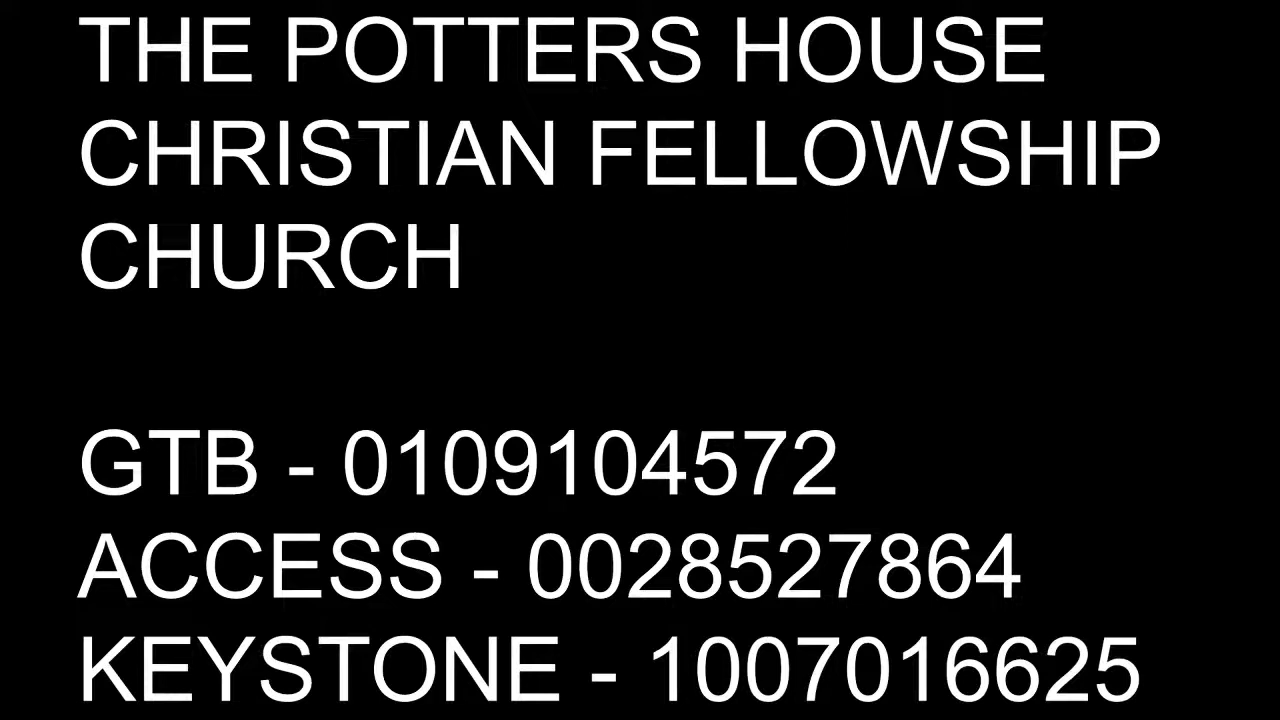 THE POTTERS HOUSE
CHRISTIAN FELLOWSHIP
CHURCH
GTB - 0109104572
ACCESS - 0028527864
KEYSTONE - 1007016625